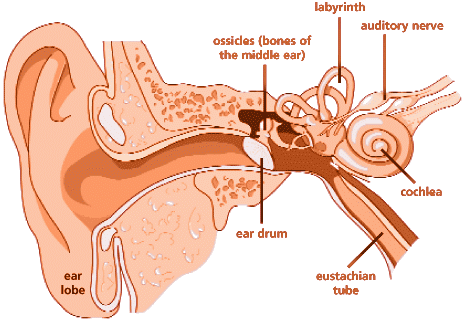 labyrinth
auditory nerve
ossicles (bones of
the middle ear)
cochlea
ear drum
eustachian
tube
ear
lobe